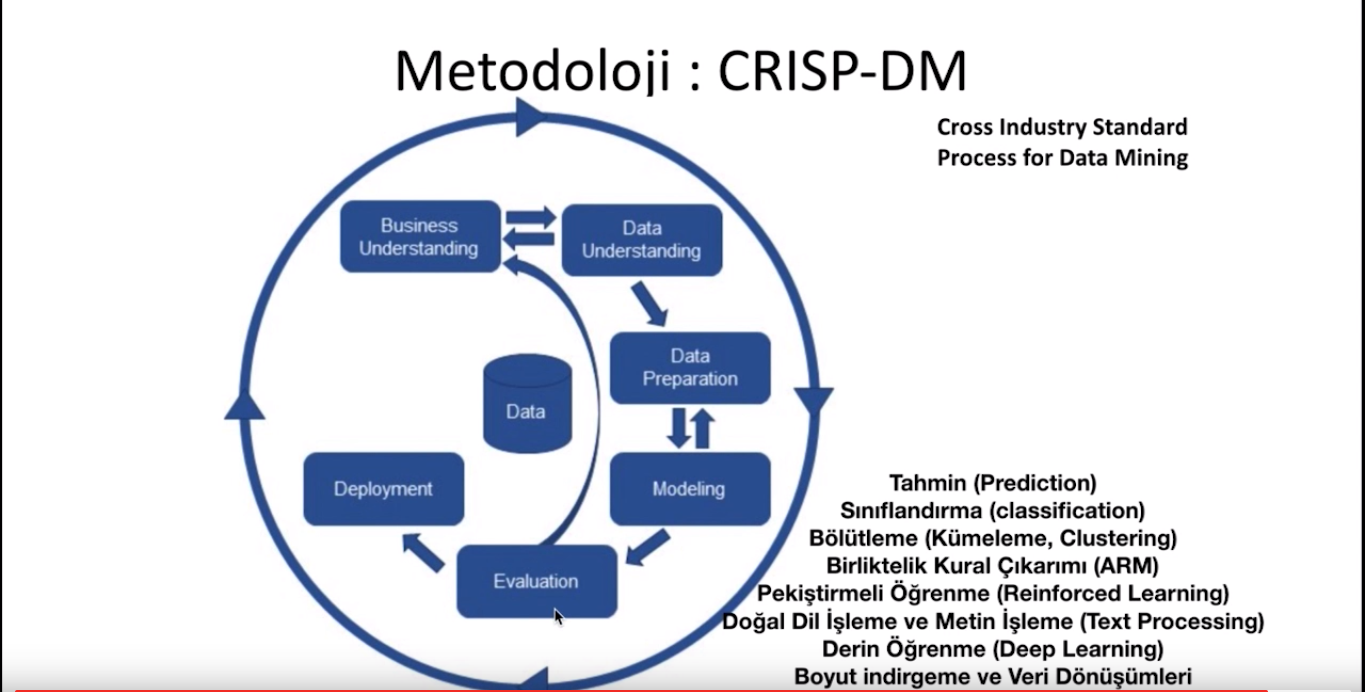 Metodoloji : CRISP-DM
Cross Industry Standard
Process for Data Mining
Business
Understanding
Data
Understanding
Data
Preparation
Data
Modeling
Deployment
Evaluation
Tahmin (Prediction)
Sınıflandırma (classification)
Bölütleme (Kümeleme, Clustering)
Birliktelik Kural Çıkarımı (ARM)
Pekiştirmeli Öğrenme (Reinforced Learning)
Doğal Dil İşleme ve Metin İşleme (Text Processing)
Derin Öğrenme (Deep Learning)
Boyut indirgeme ve Veri Dönüşümleri